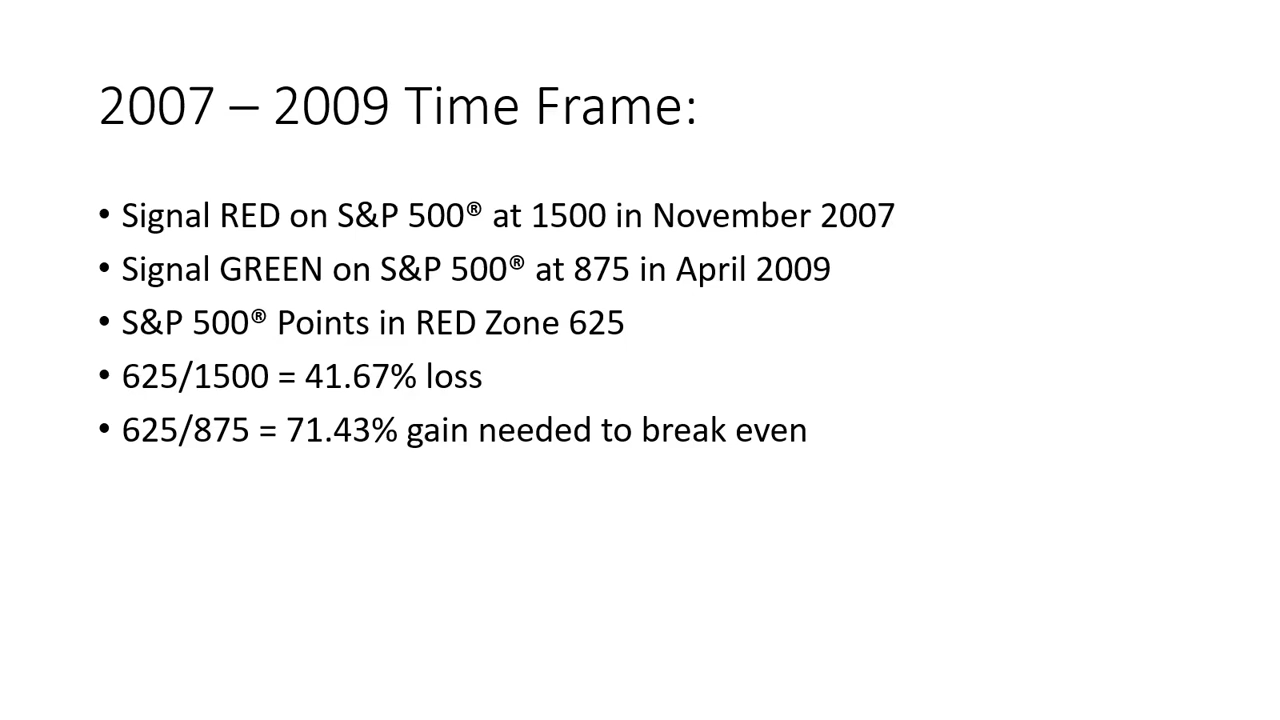 2007 – 2009 Time Frame:
• Signal RED on S&P 500® at 1500 in November 2007
• Signal GREEN on S&P 500® at 875 in April 2009
• S&P 500® Points in RED Zone 625
• 625/1500 = 41.67% loss
• 625/875 = 71.43% gain needed to break even